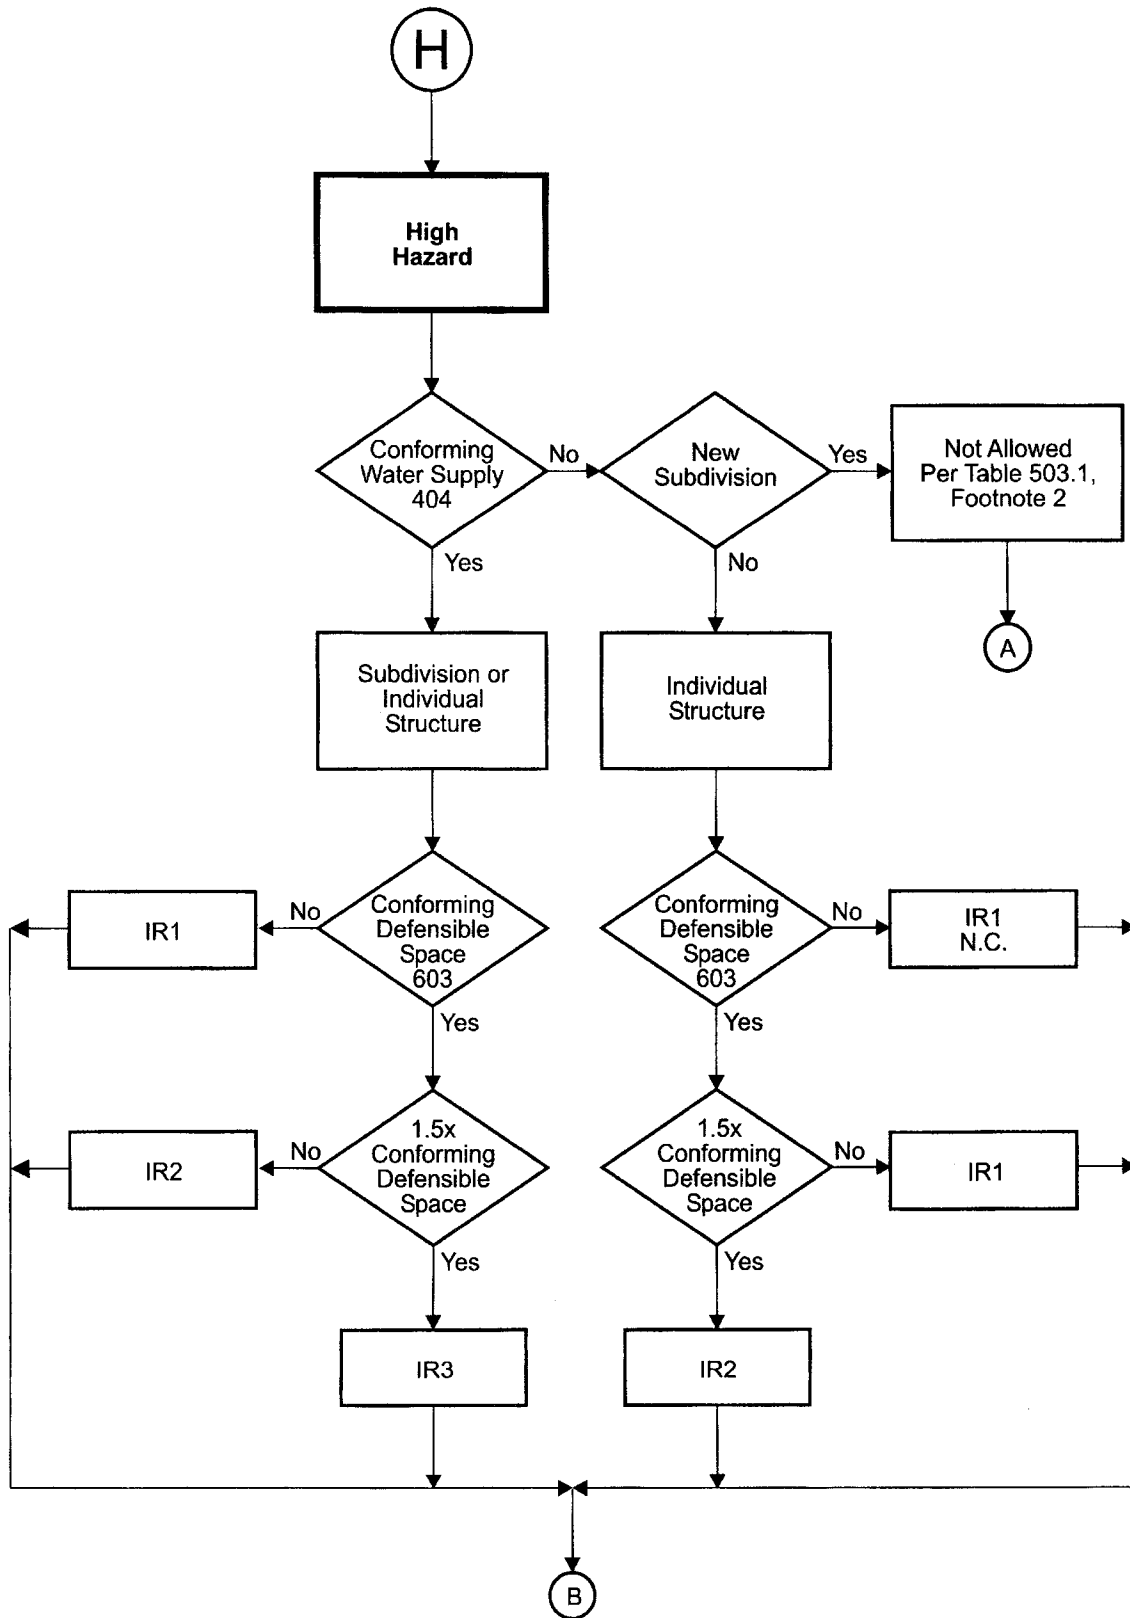 H
High
Hazard
Conforming
Water Supply
404
No
New
Subdivision
Yes
Not Allowed
Per Table 503.1,
Footnote 2
Yes
No
A
Subdivision or
Individual
Structure
Individual
Structure
IR1
No
Conforming
Defensible
Space
603
Conforming
Defensible
Space
603
No
IR1
N.C.
Yes
Yes
IR2
No
1.5x
Conforming
Defensible
Space
1.5x
Conforming
Defensible
Space
No
IR1
Yes
Yes
IR3
IR2
B